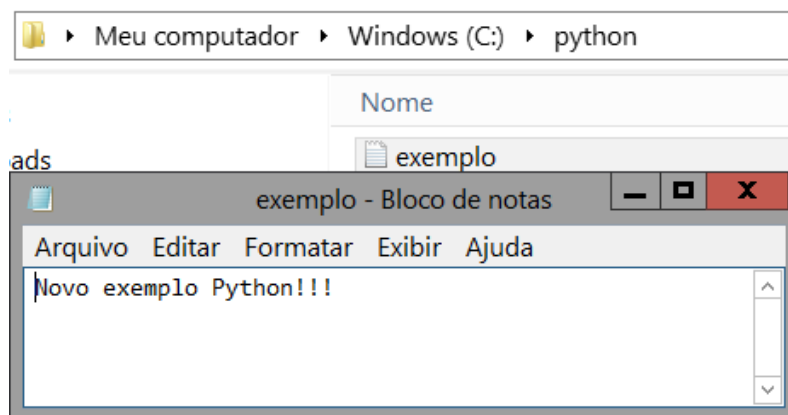 Meu computador Windows (C:) python
Nome
ads
exemplo
exemplo - Bloco de notas
Arquivo Editar Formatar Exibir Ajuda
Novo exemplo Python!!!